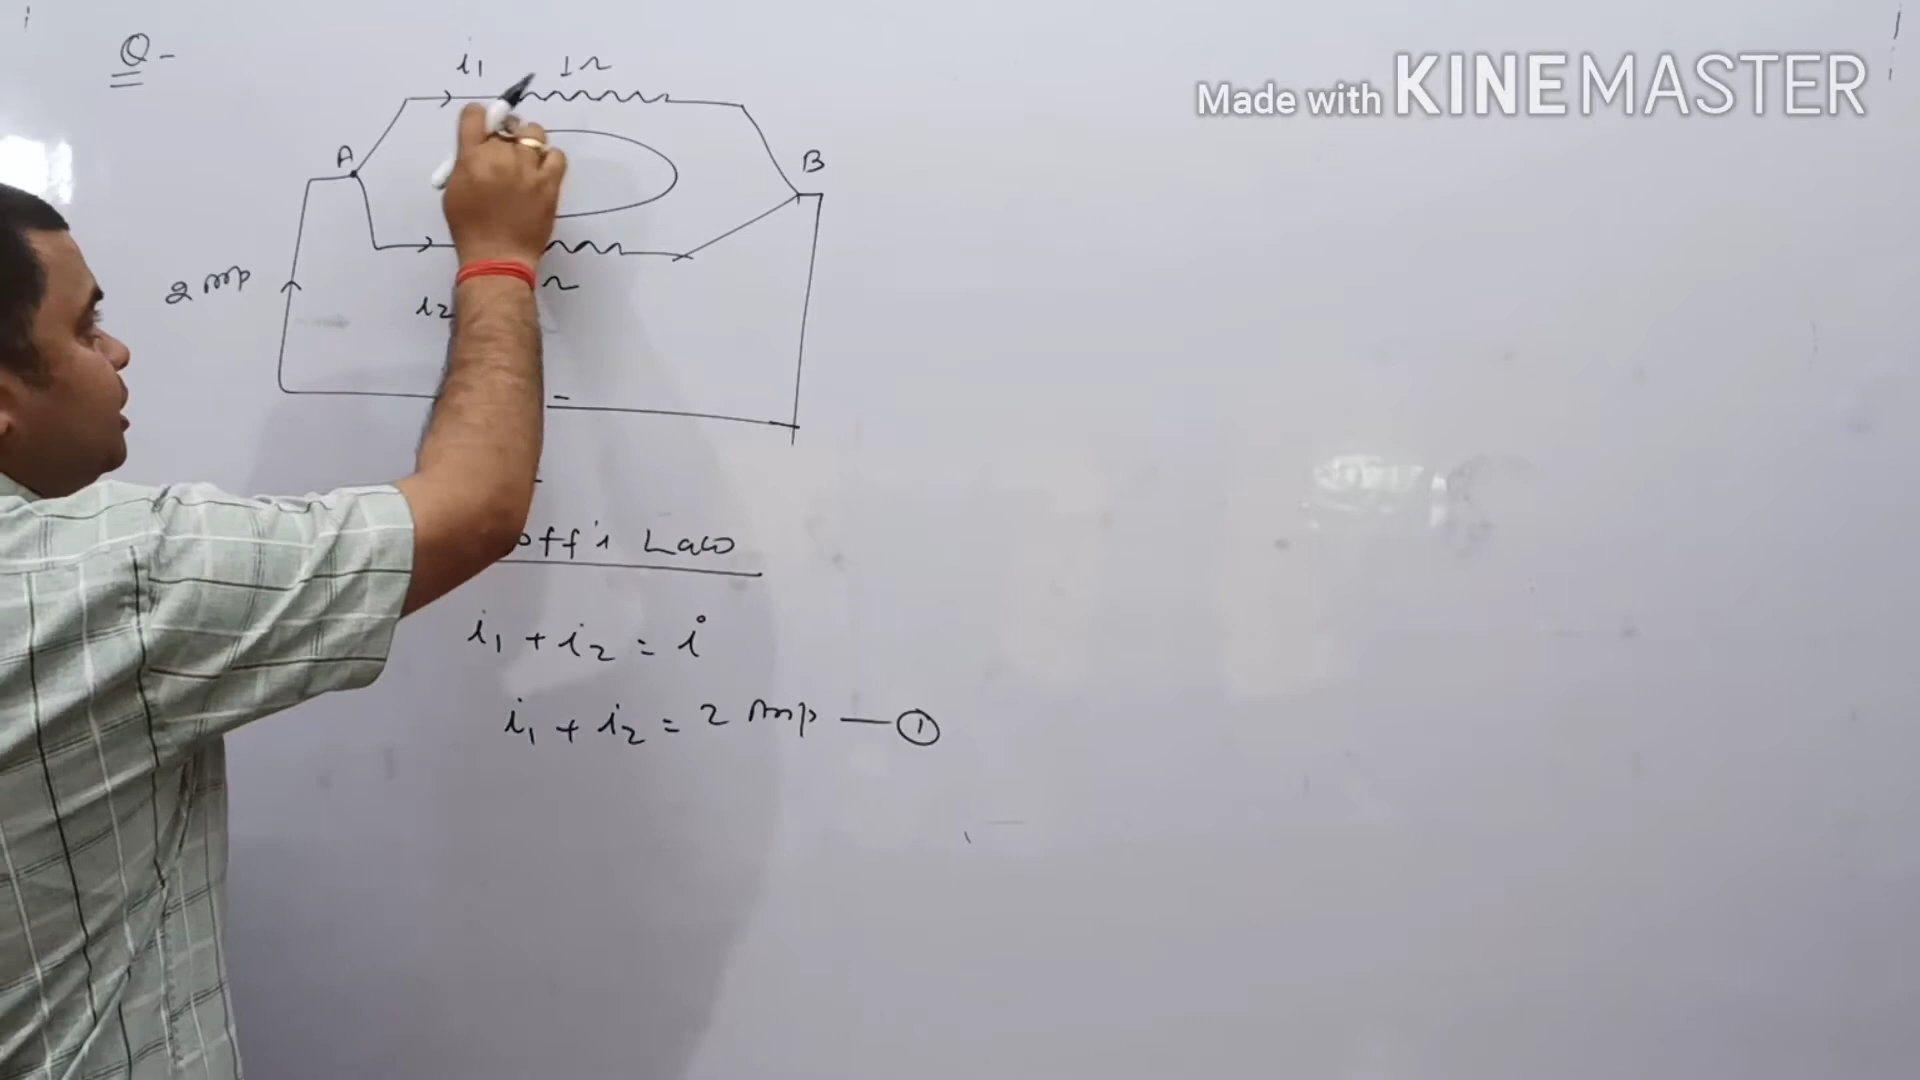 Q-
Made with KINEMASTER
i1 1Ω
A
B
2 Amp
i2 Ω
-
off's Law
i1 + i2 = i
i1 + i2 = 2 Amp — 1